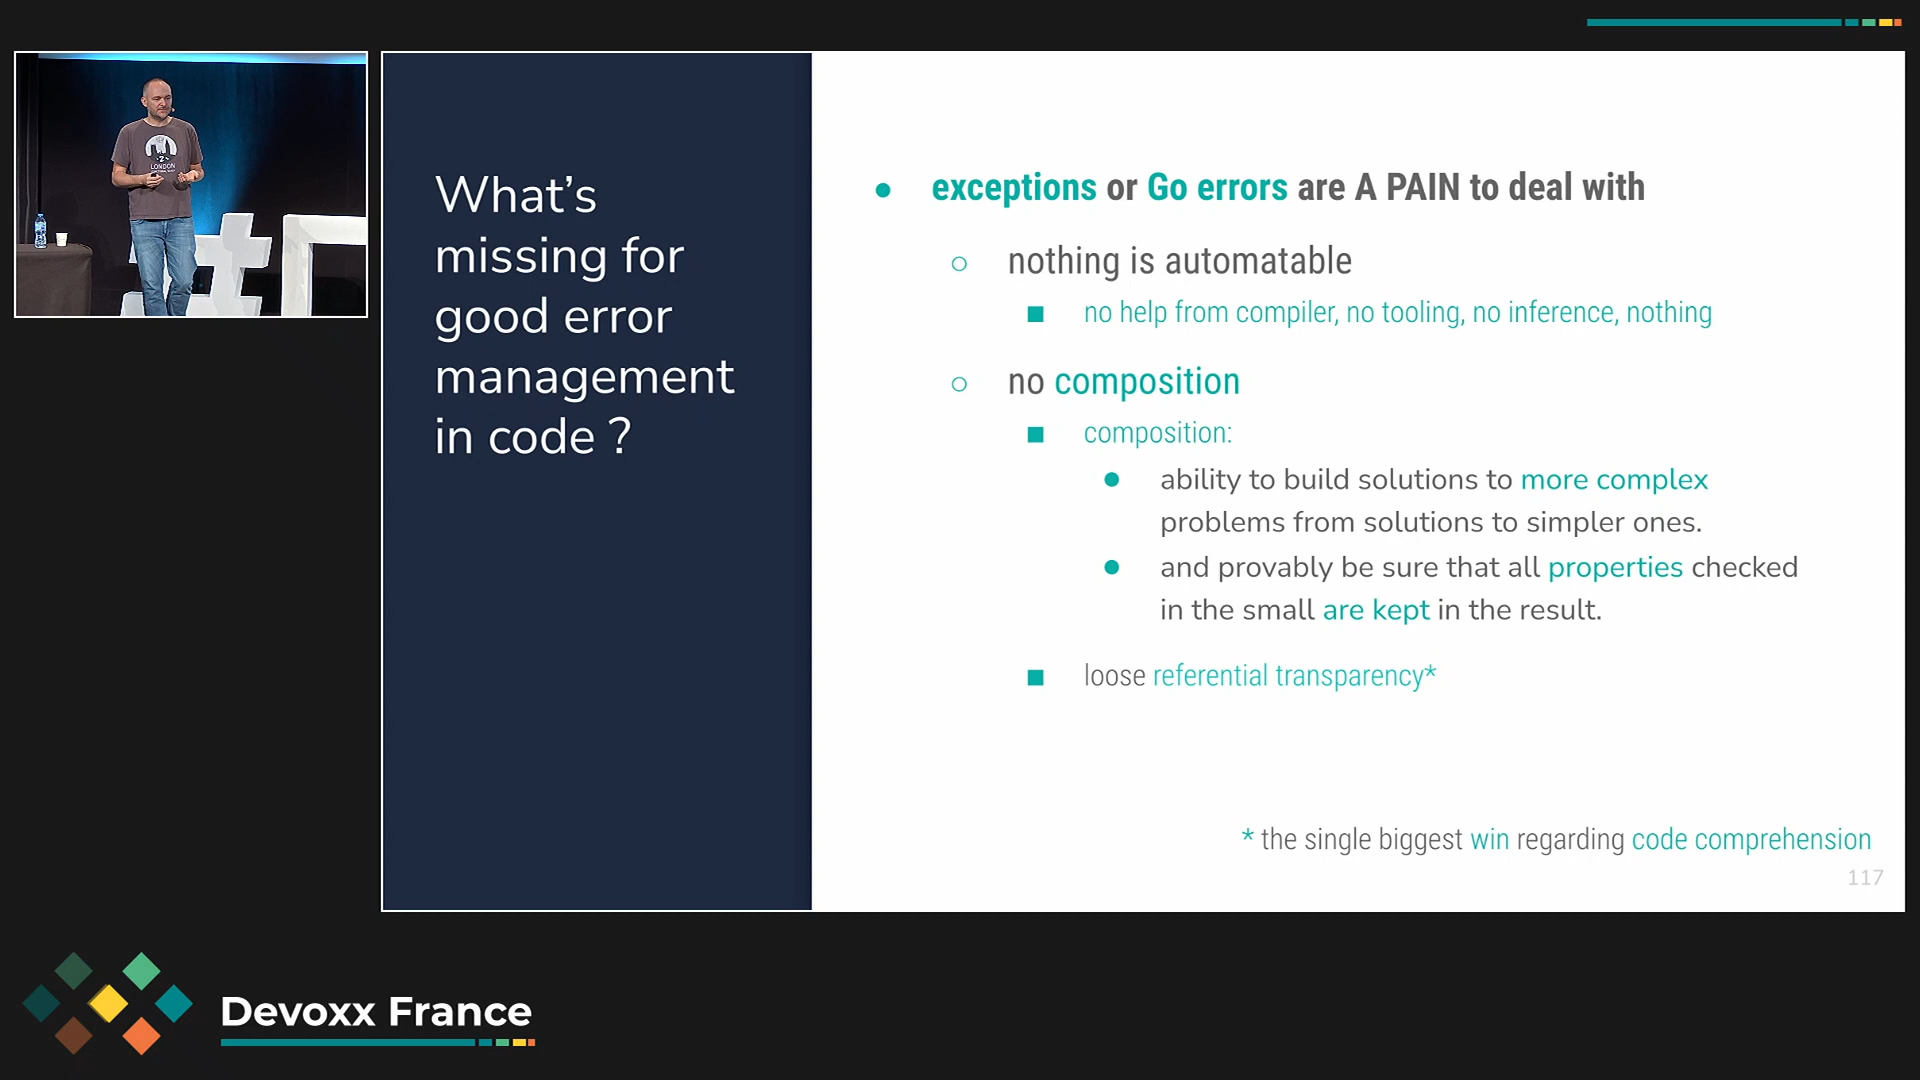 LONDON
What’s
missing for
good error
management
in code ?
exceptions or Go errors are A PAIN to deal with
nothing is automatable
no help from compiler, no tooling, no inference, nothing
no composition
composition:
ability to build solutions to more complex
problems from solutions to simpler ones.
and provably be sure that all properties checked
in the small are kept in the result.
loose referential transparency*
* the single biggest win regarding code comprehension
117
Devoxx France